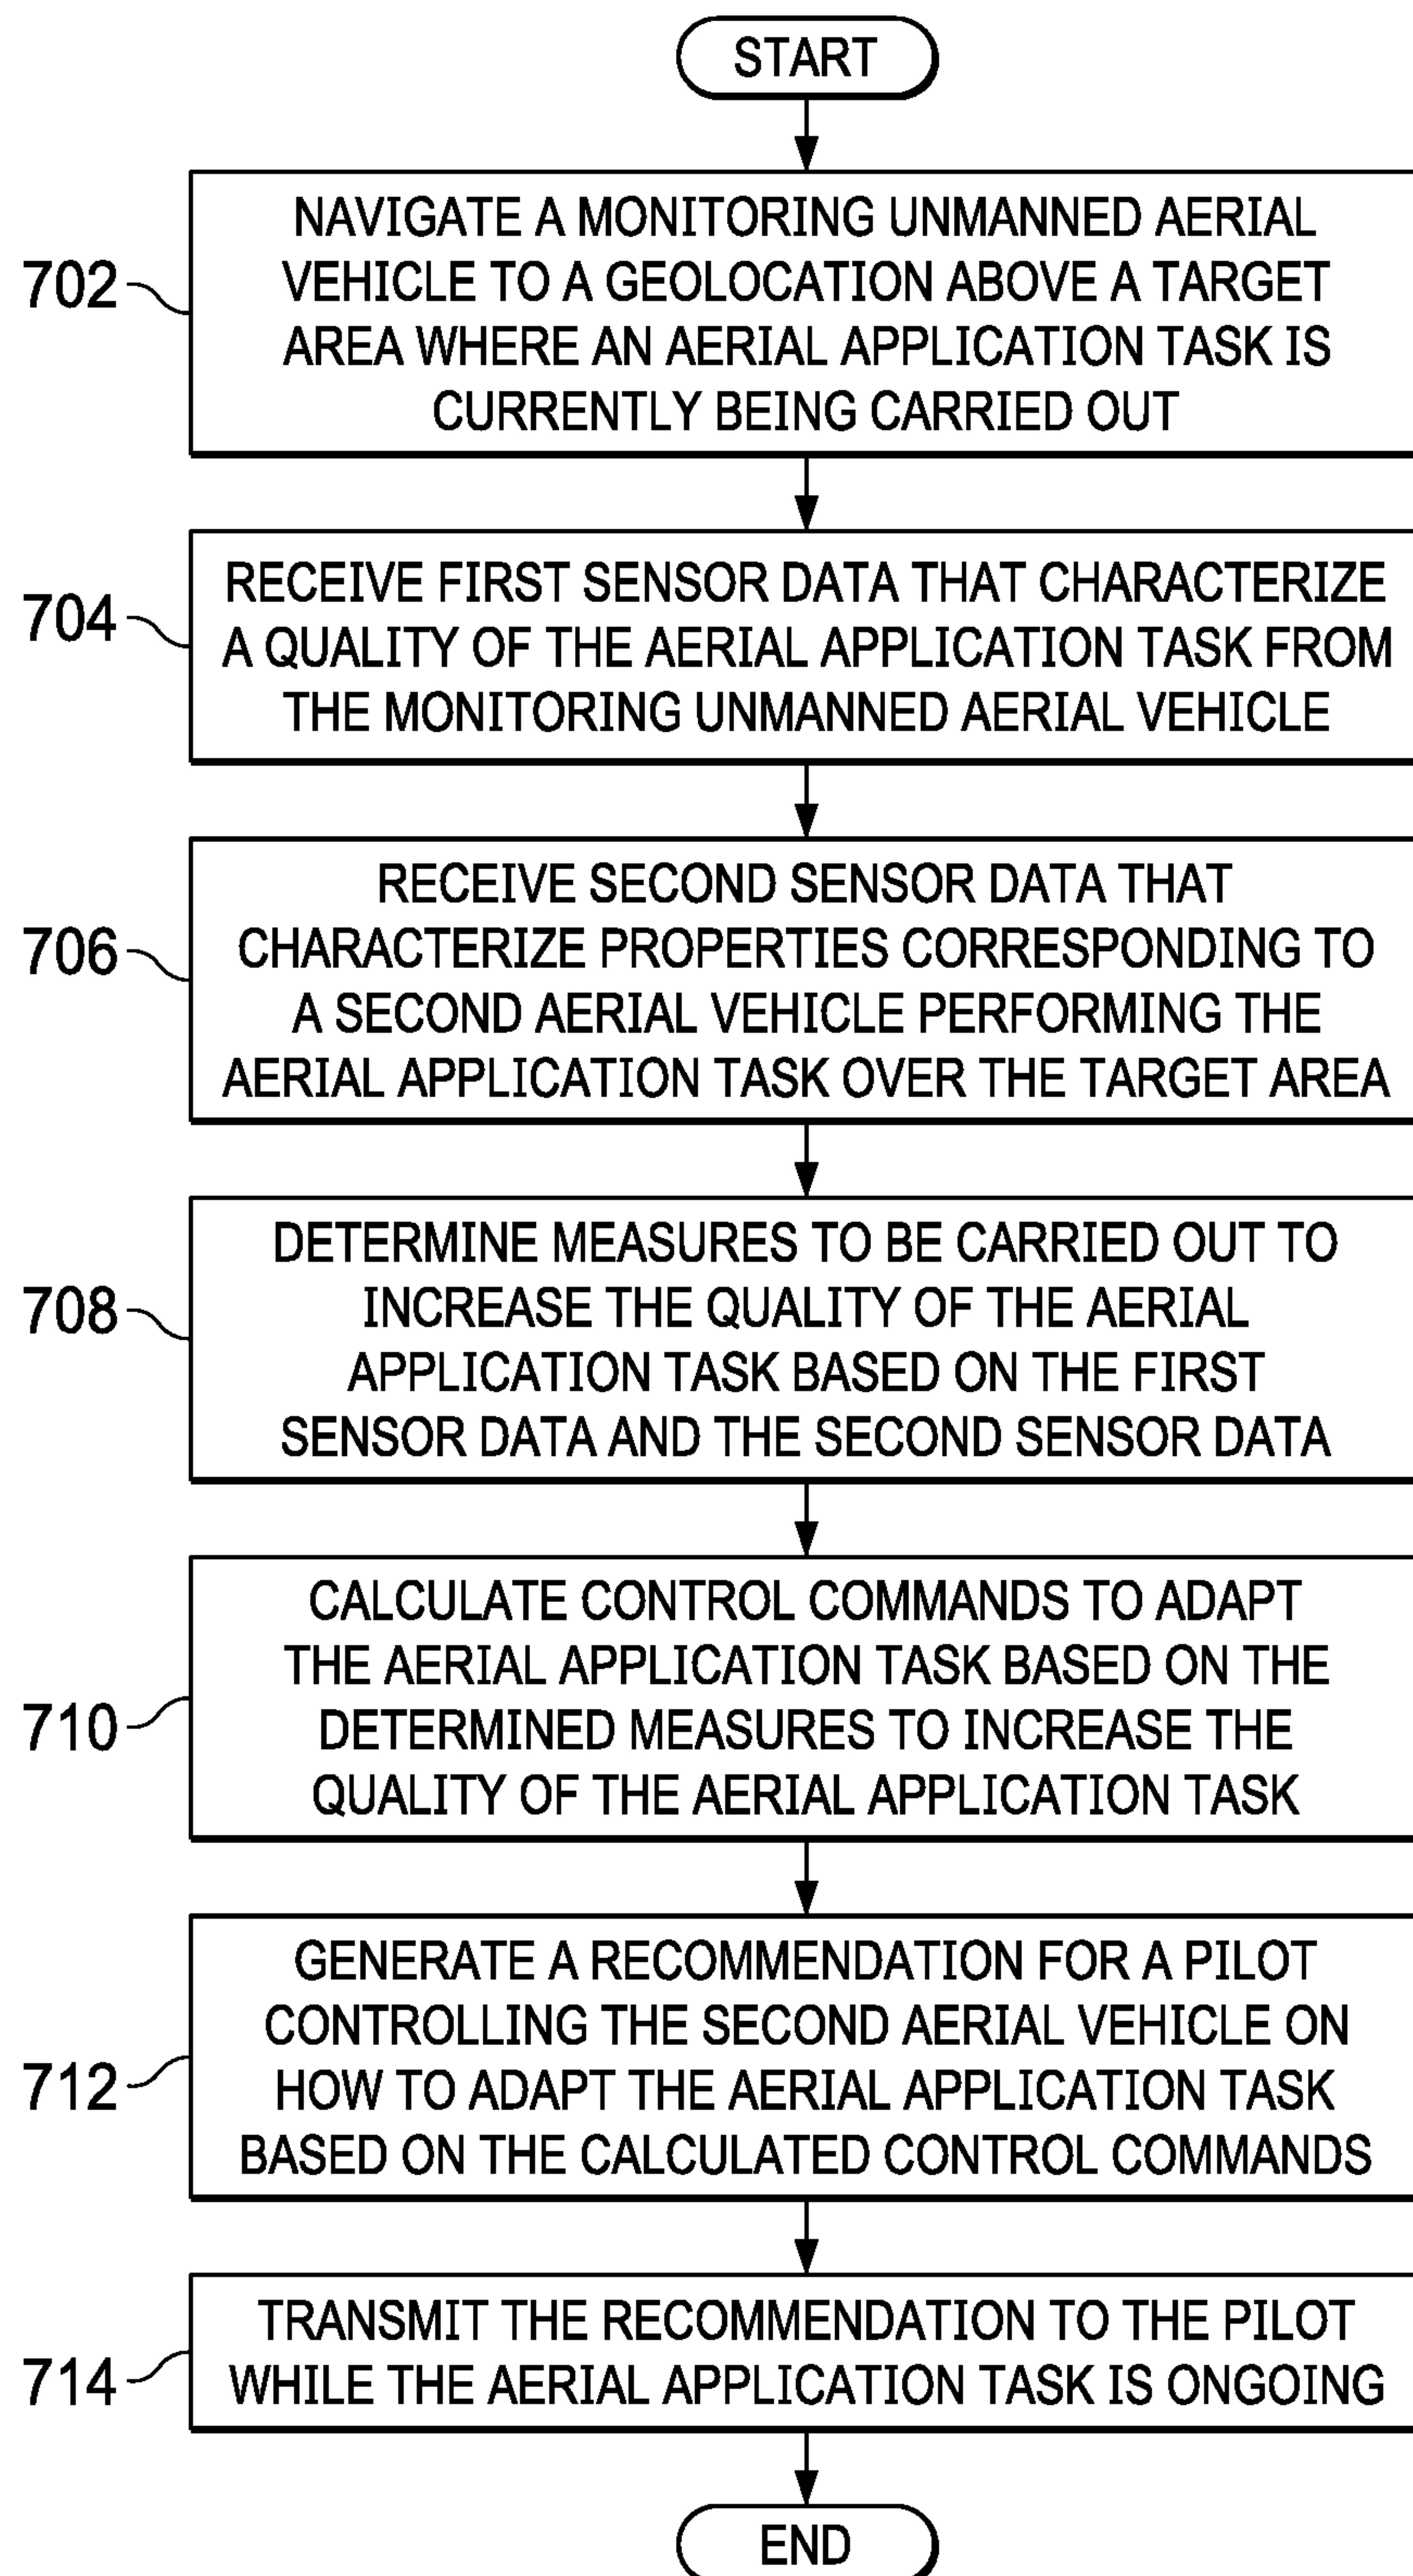 START
NAVIGATE A MONITORING UNMANNED AERIAL
VEHICLE TO A GEOLOCATION ABOVE A TARGET
AREA WHERE AN AERIAL APPLICATION TASK IS
CURRENTLY BEING CARRIED OUT
702
RECEIVE FIRST SENSOR DATA THAT CHARACTERIZE
A QUALITY OF THE AERIAL APPLICATION TASK FROM
THE MONITORING UNMANNED AERIAL VEHICLE
704
RECEIVE SECOND SENSOR DATA THAT
CHARACTERIZE PROPERTIES CORRESPONDING TO
A SECOND AERIAL VEHICLE PERFORMING THE
AERIAL APPLICATION TASK OVER THE TARGET AREA
706
DETERMINE MEASURES TO BE CARRIED OUT TO
INCREASE THE QUALITY OF THE AERIAL
APPLICATION TASK BASED ON THE FIRST
SENSOR DATA AND THE SECOND SENSOR DATA
708
CALCULATE CONTROL COMMANDS TO ADAPT
THE AERIAL APPLICATION TASK BASED ON THE
DETERMINED MEASURES TO INCREASE THE
QUALITY OF THE AERIAL APPLICATION TASK
710
GENERATE A RECOMMENDATION FOR A PILOT
CONTROLLING THE SECOND AERIAL VEHICLE ON
HOW TO ADAPT THE AERIAL APPLICATION TASK
BASED ON THE CALCULATED CONTROL COMMANDS
712
TRANSMIT THE RECOMMENDATION TO THE PILOT
WHILE THE AERIAL APPLICATION TASK IS ONGOING
714
END